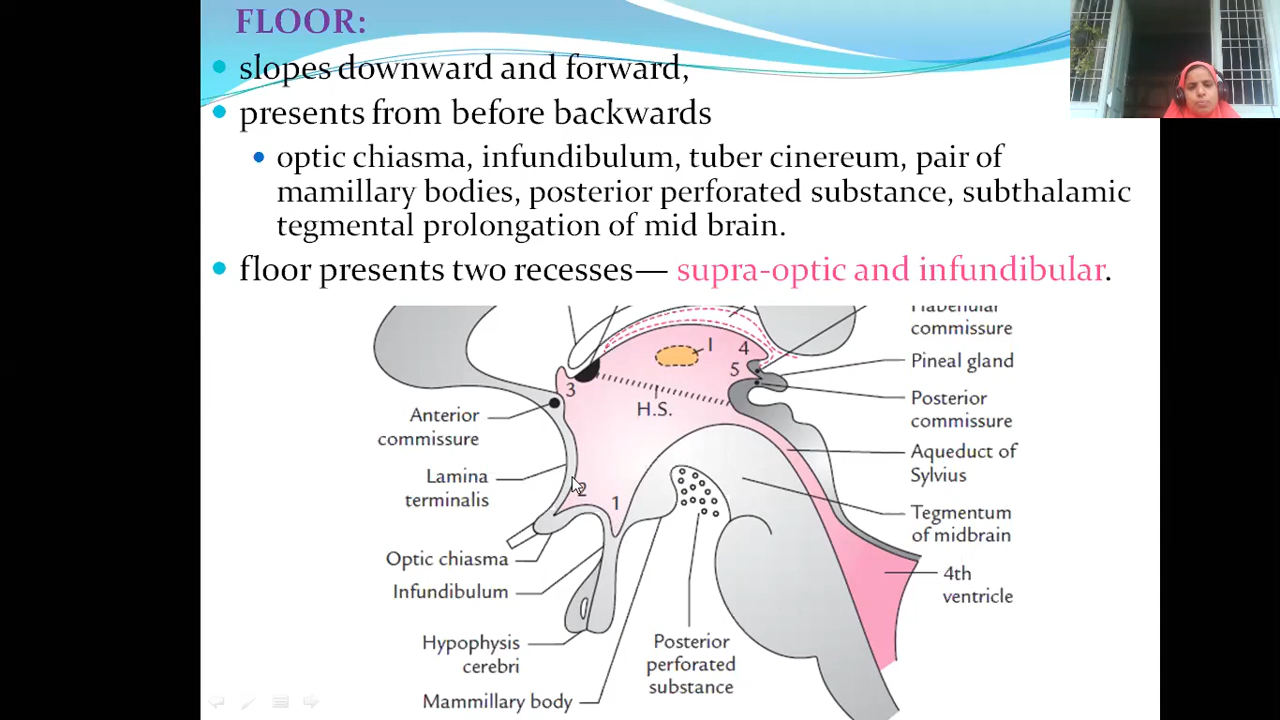 FLOOR:
slopes downward and forward,
presents from before backwards
optic chiasma, infundibulum, tuber cinereum, pair of
mamillary bodies, posterior perforated substance, subthalamic
tegmental prolongation of mid brain.
floor presents two recesses— supra-optic and infundibular.
Habenular
commissure
I
4
Pineal gland
5
3
H.S.
Posterior
commissure
Anterior
commissure
Aqueduct of
Sylvius
Lamina
terminalis
2
1
Tegmentum
of midbrain
Optic chiasma
4th
ventricle
Infundibulum
Hypophysis
cerebri
Posterior
perforated
substance
Mammillary body